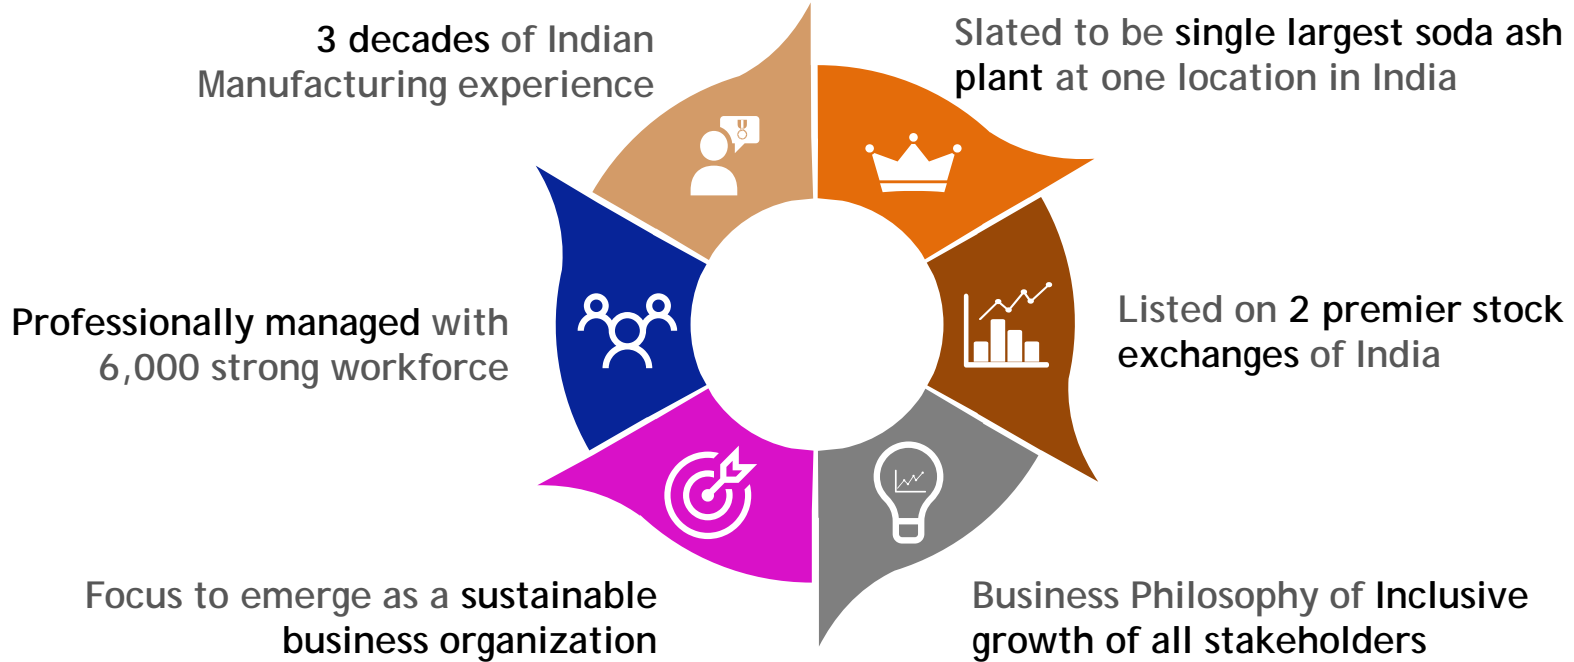 3 decades of Indian
Manufacturing experience
Slated to be single largest soda ash
plant at one location in India
Professionally managed with
6,000 strong workforce
Listed on 2 premier stock
exchanges of India
Focus to emerge as a sustainable
business organization
Business Philosophy of Inclusive
growth of all stakeholders